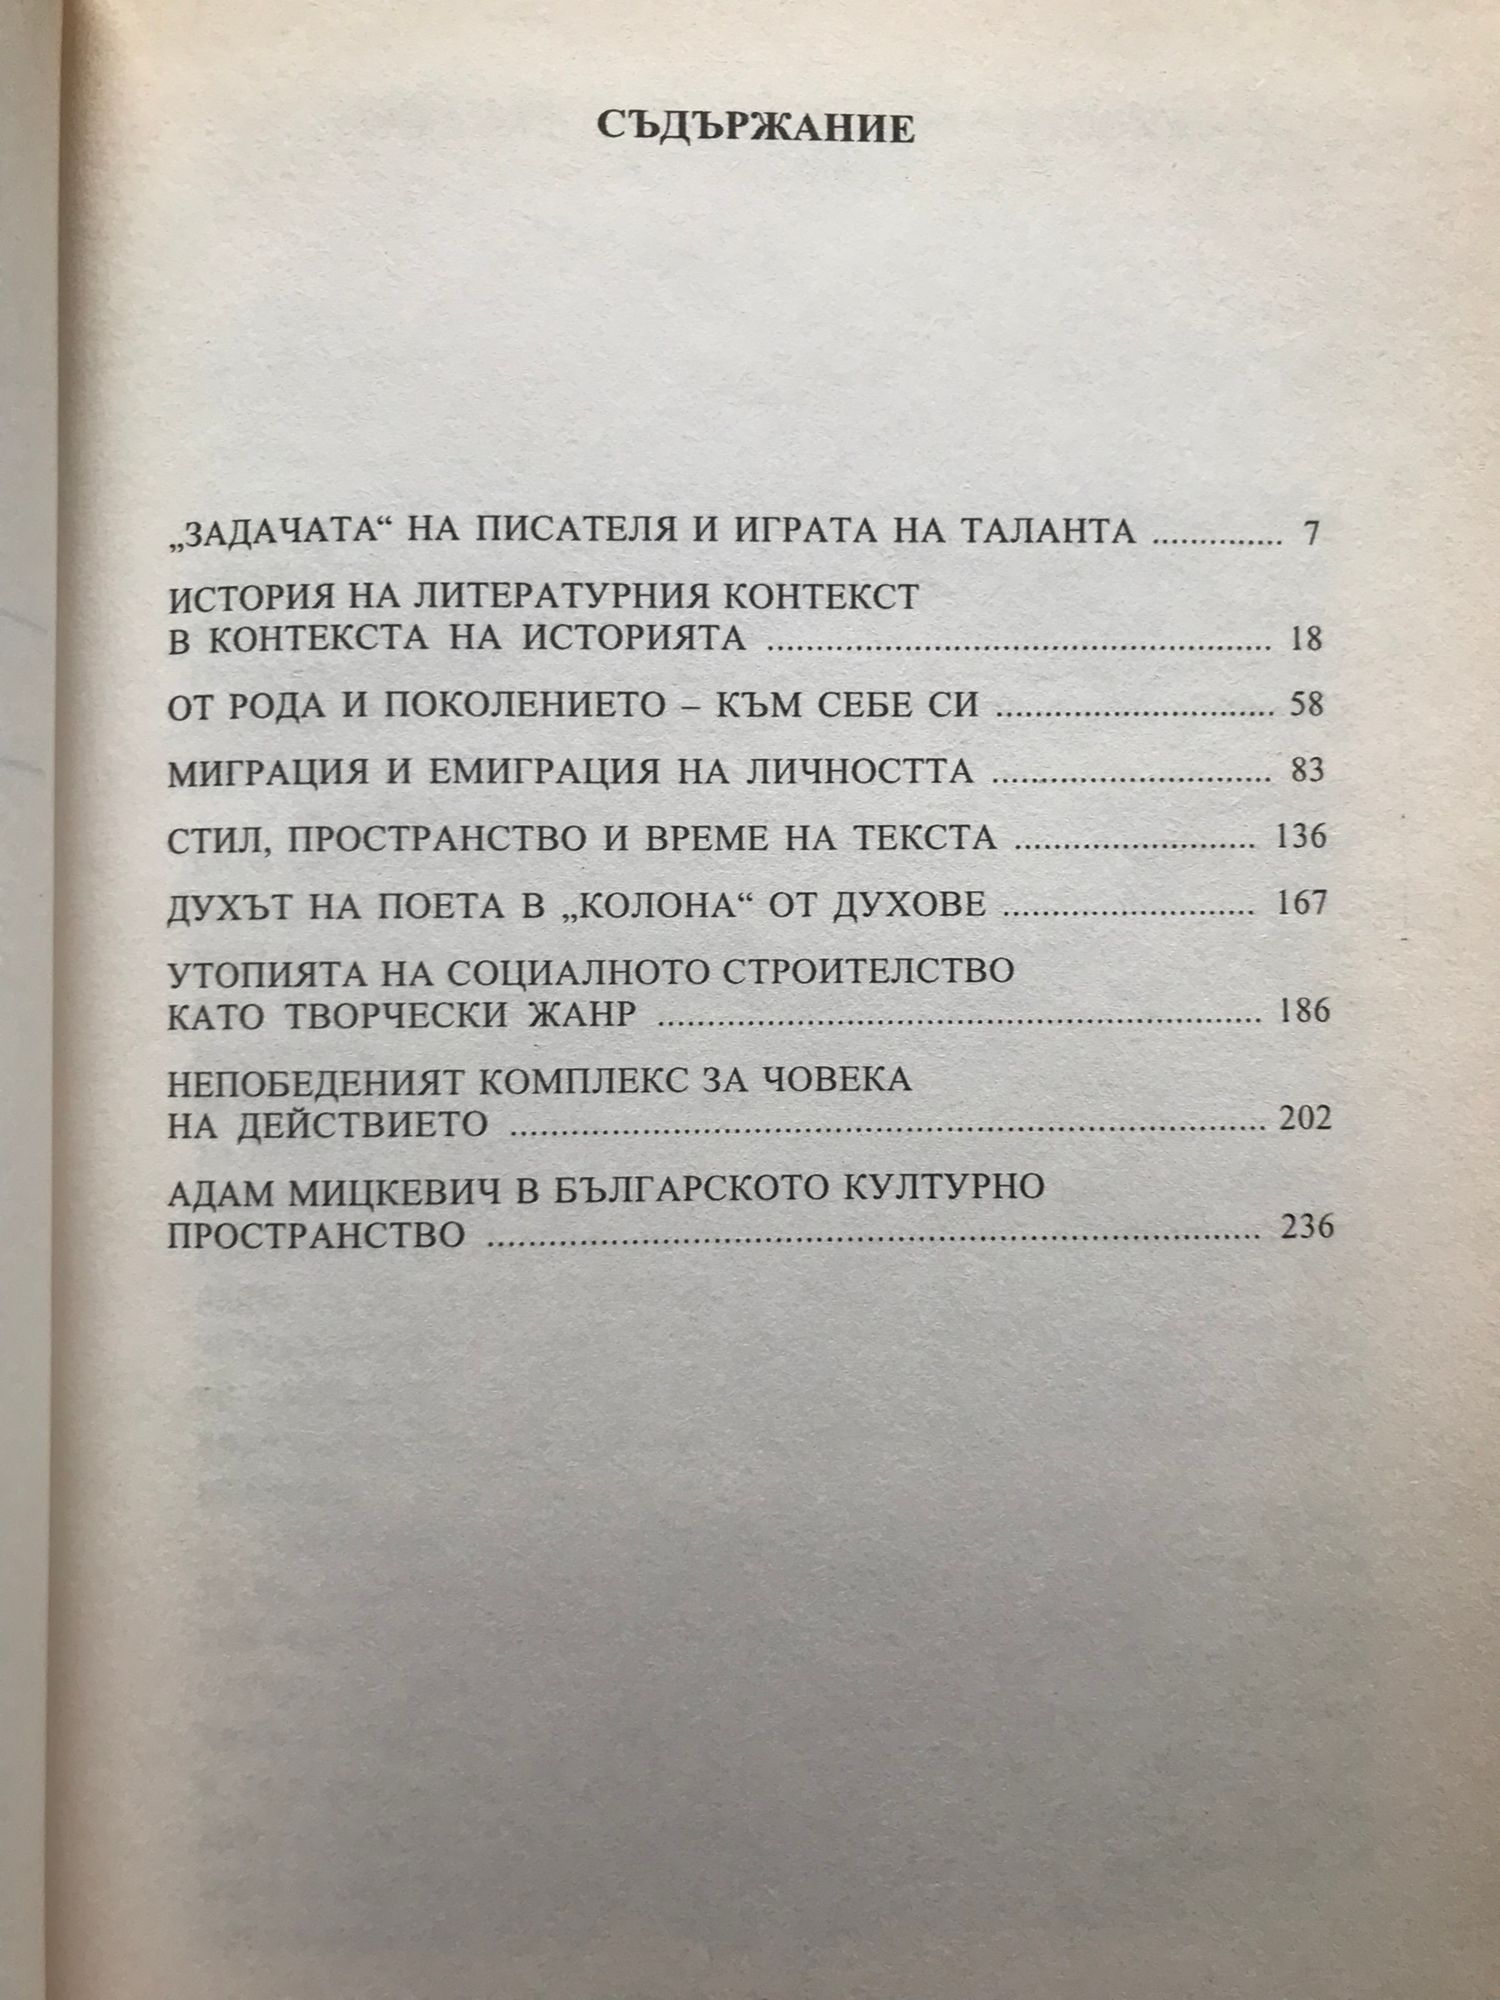 СЪДЪРЖАНИЕ
„ЗАДАЧАТА“ НА ПИСАТЕЛЯ И ИГРАТА НА ТАЛАНТА .............. 7
ИСТОРИЯ НА ЛИТЕРАТУРНИЯ КОНТЕКСТ
В КОНТЕКСТА НА ИСТОРИЯТА .................................................. 18
ОТ РОДА И ПОКОЛЕНИЕТО – КЪМ СЕБЕ СИ ........................... 58
МИГРАЦИЯ И ЕМИГРАЦИЯ НА ЛИЧНОСТТА ........................... 83
СТИЛ, ПРОСТРАНСТВО И ВРЕМЕ НА ТЕКСТА ....................... 136
ДУХЪТ НА ПОЕТА В „КОЛОНА“ ОТ ДУХОВЕ ......................... 167
УТОПИЯТА НА СОЦИАЛНОТО СТРОИТЕЛСТВО
КАТО ТВОРЧЕСКИ ЖАНР ............................................................ 186
НЕПОБЕДЕНИЯТ КОМПЛЕКС ЗА ЧОВЕКА
НА ДЕЙСТВИЕТО ........................................................................... 202
АДАМ МИЦКЕВИЧ В БЪЛГАРСКОТО КУЛТУРНО
ПРОСТРАНСТВО ............................................................................. 236